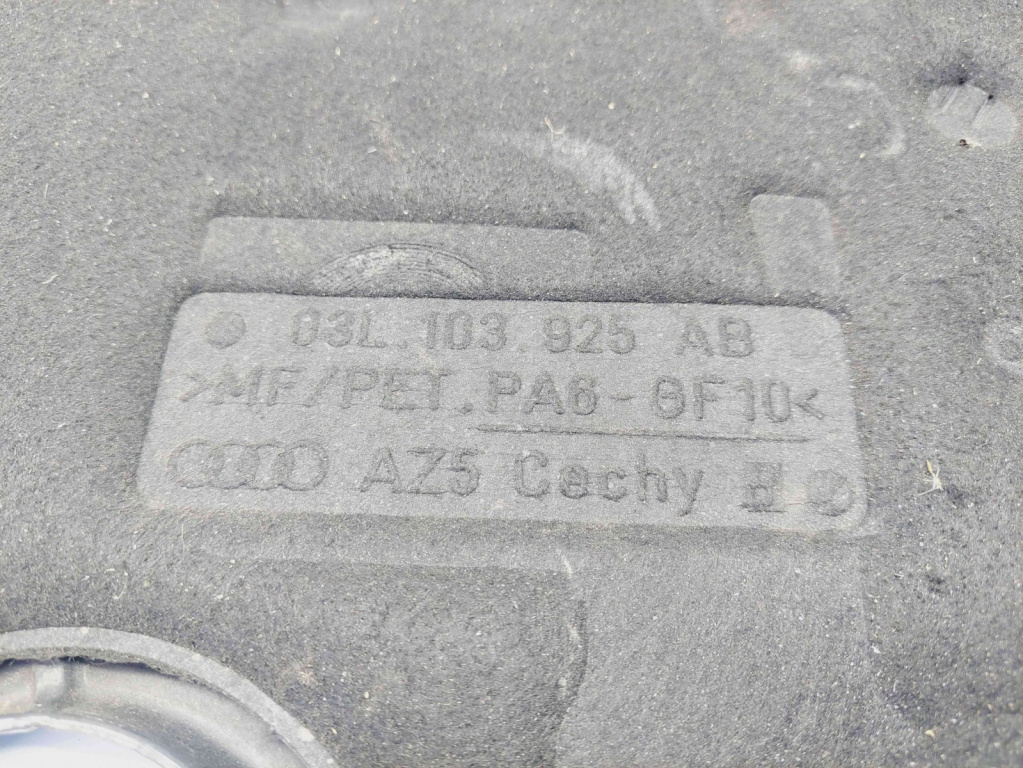 03L.103.925 AB
>MF/PET.PA6-GF10<
AZ5 Cechy